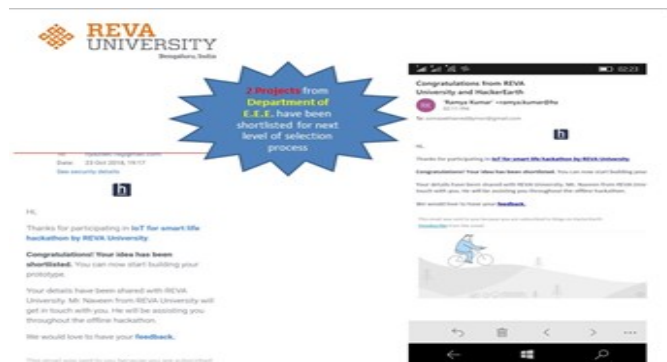 REVA
UNIVERSITY
Bengaluru, India
2 Projects from
Department of
E.E.E. have been
shortlisted for next
level of selection
process
Date: 23 Oct 2018, 19:17
See security details
h
Hi,
Thanks for participating in IoT for smart life
hackathon by REVA University.
Congratulations! Your idea has been
shortlisted. You can now start building your
prototype.
Your details have been shared with REVA
University. Mr. Naveen from REVA University will
get in touch with you. He will be assisting you
throughout the offline hackathon.
We would love to have your feedback.
02:23
Congratulations from REVA
University and HackerEarth
RE
'Ramya Kumar'
h
Hi,
Thanks for participating in IoT for smart life hackathon by REVA University.
Congratulations! Your idea has been shortlisted. You can now start building your
Your details have been shared with REVA University. Mr. Naveen from REVA
touch with you. He will be assisting you throughout the offline hackathon.
We would love to have your feedback.